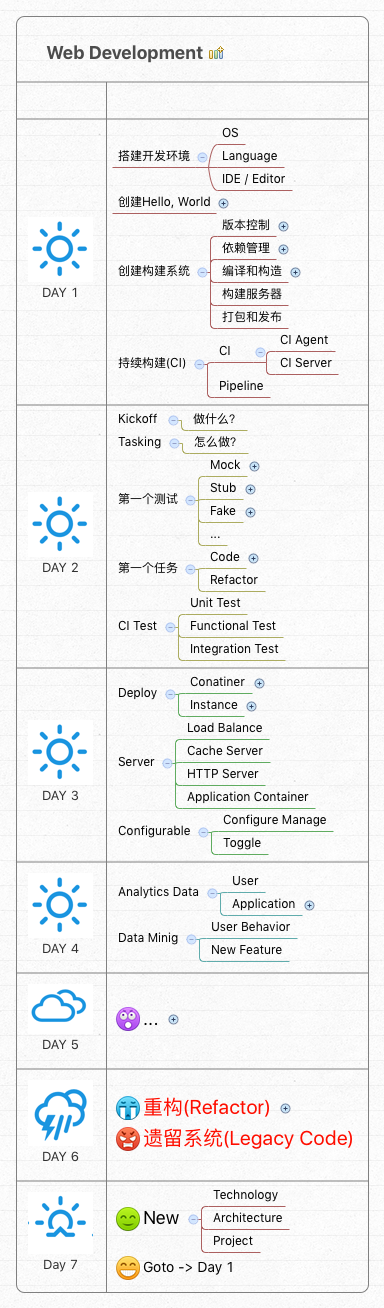 Web Development
DAY 1
搭建开发环境
OS
Language
IDE / Editor
创建Hello, World
创建构建系统
版本控制
依赖管理
编译和构造
构建服务器
打包和发布
持续构建(CI)
CI
CI Agent
CI Server
Pipeline
DAY 2
Kickoff
做什么?
Tasking
怎么做?
第一个测试
Mock
Stub
Fake
...
第一个任务
Code
Refactor
CI Test
Unit Test
Functional Test
Integration Test
DAY 3
Deploy
Conatiner
Instance
Server
Load Balance
Cache Server
HTTP Server
Application Container
Configurable
Configure Manage
Toggle
DAY 4
Analytics Data
User
Application
Data Minig
User Behavior
New Feature
DAY 5
...
DAY 6
重构(Refactor)
遗留系统(Legacy Code)
Day 7
New
Technology
Architecture
Project
Goto -> Day 1